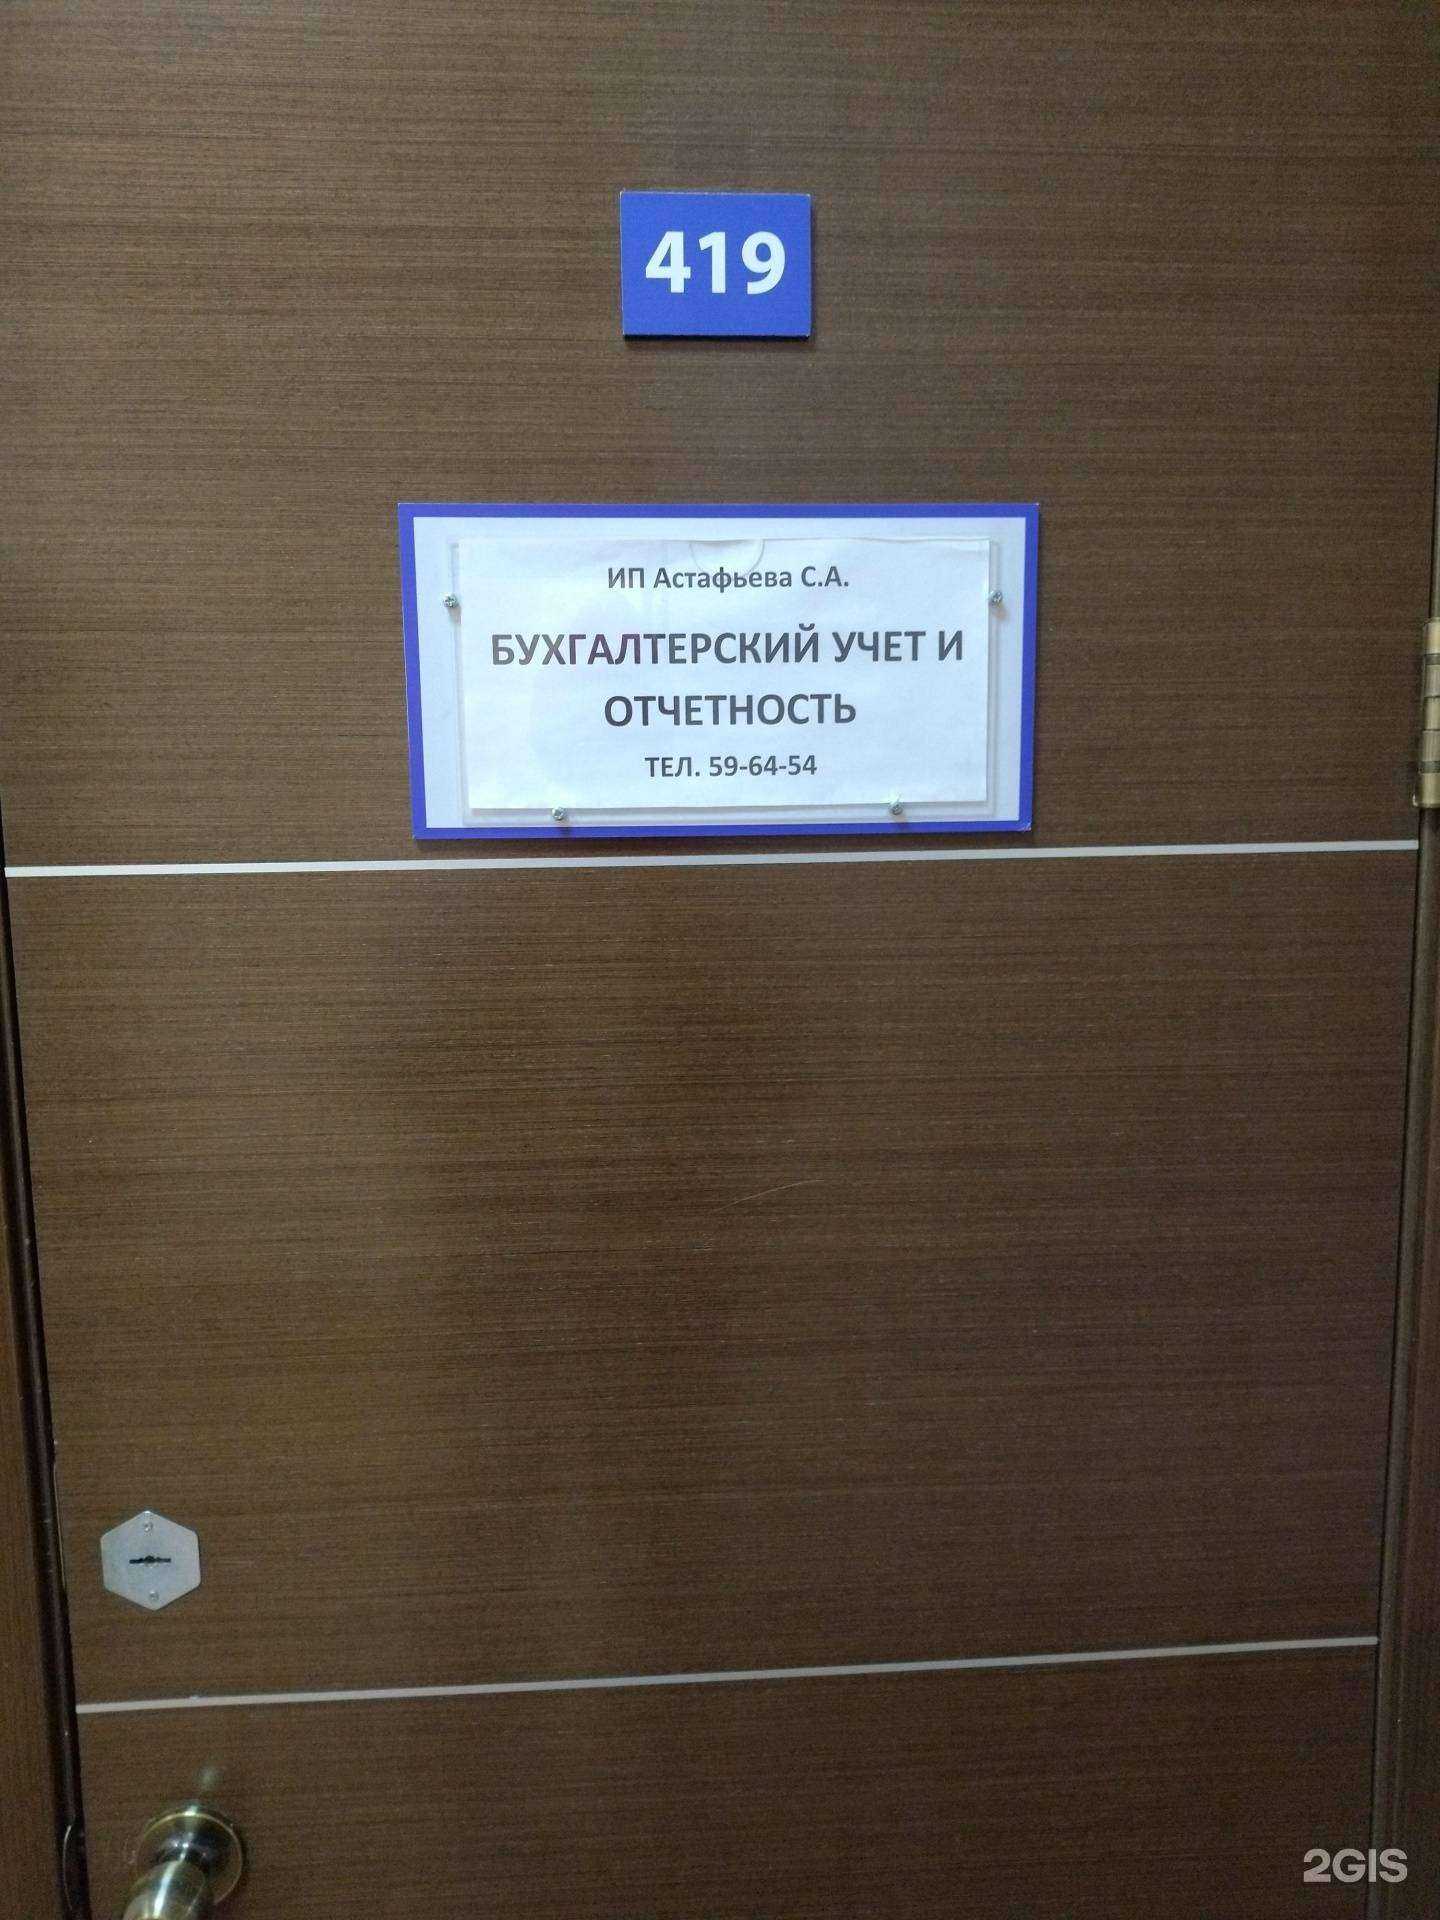 419
ИП Астафьева С.А.
БУХГАЛТЕРСКИЙ УЧЕТ И
ОТЧЕТНОСТЬ
ТЕЛ. 59-64-54
2GIS